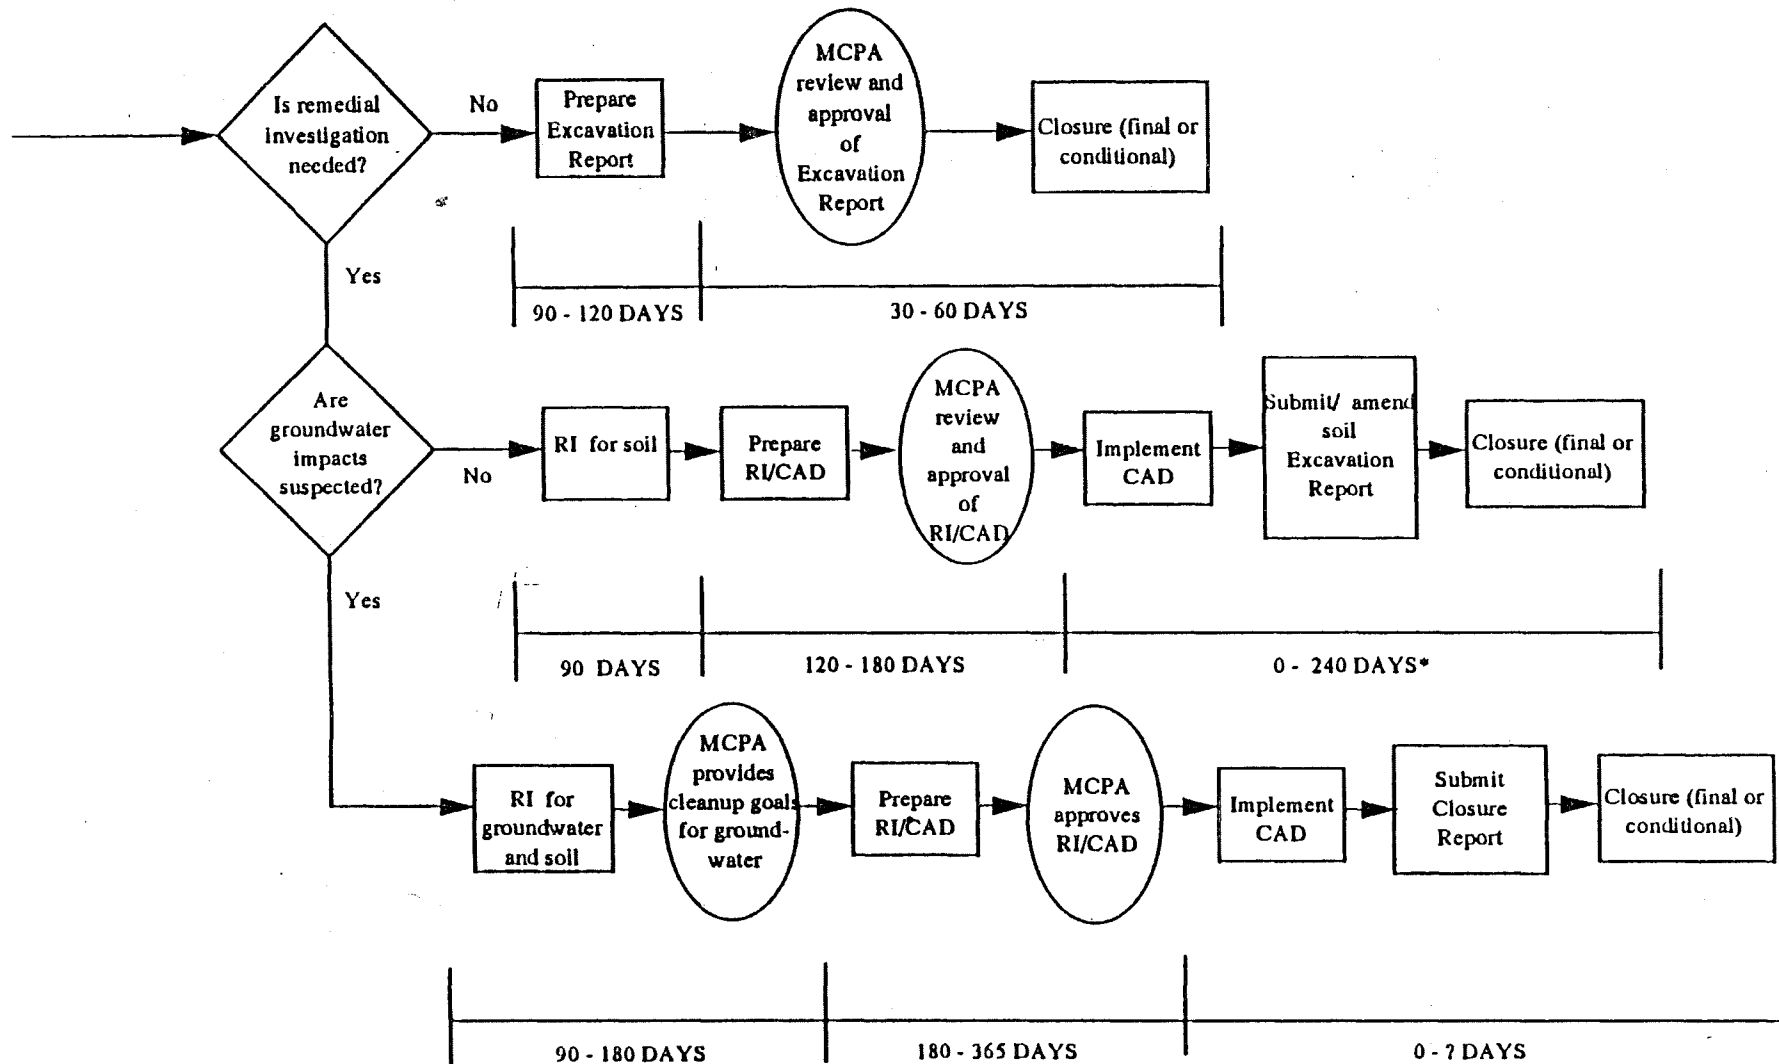 Is remedial
investigation
needed?
No
Prepare
Excavation
Report
MCPA
review and
approval
of
Excavation
Report
Closure (final or
conditional)
Yes
90 - 120 DAYS
30 - 60 DAYS
Are
groundwater
impacts
suspected?
No
RI for soil
Prepare
RI/CAD
MCPA
review
and
approval
of
RI/CAD
Implement
CAD
Submit/ amend
soil
Excavation
Report
Closure (final or
conditional)
Yes
90 DAYS
120 - 180 DAYS
0 - 240 DAYS*
RI for
groundwater
and soil
MCPA
provides
cleanup goals
for ground-
water
Prepare
RI/CAD
MCPA
approves
RI/CAD
Implement
CAD
Submit
Closure
Report
Closure (final or
conditional)
90 - 180 DAYS
180 - 365 DAYS
0 - ? DAYS